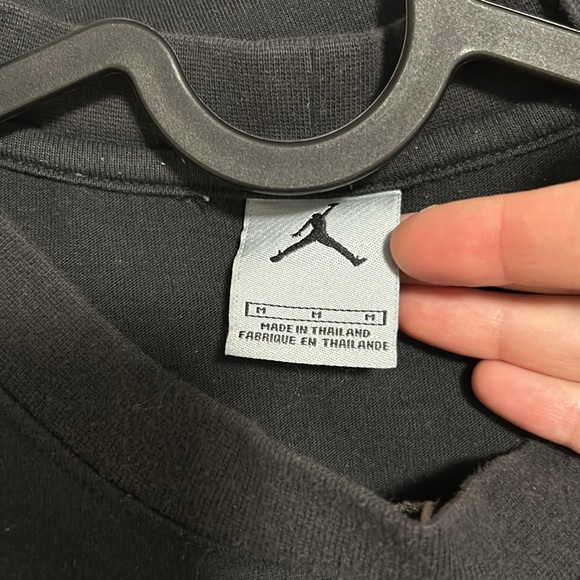 M M M
MADE IN THAILAND
FABRIQUE EN THAILANDE